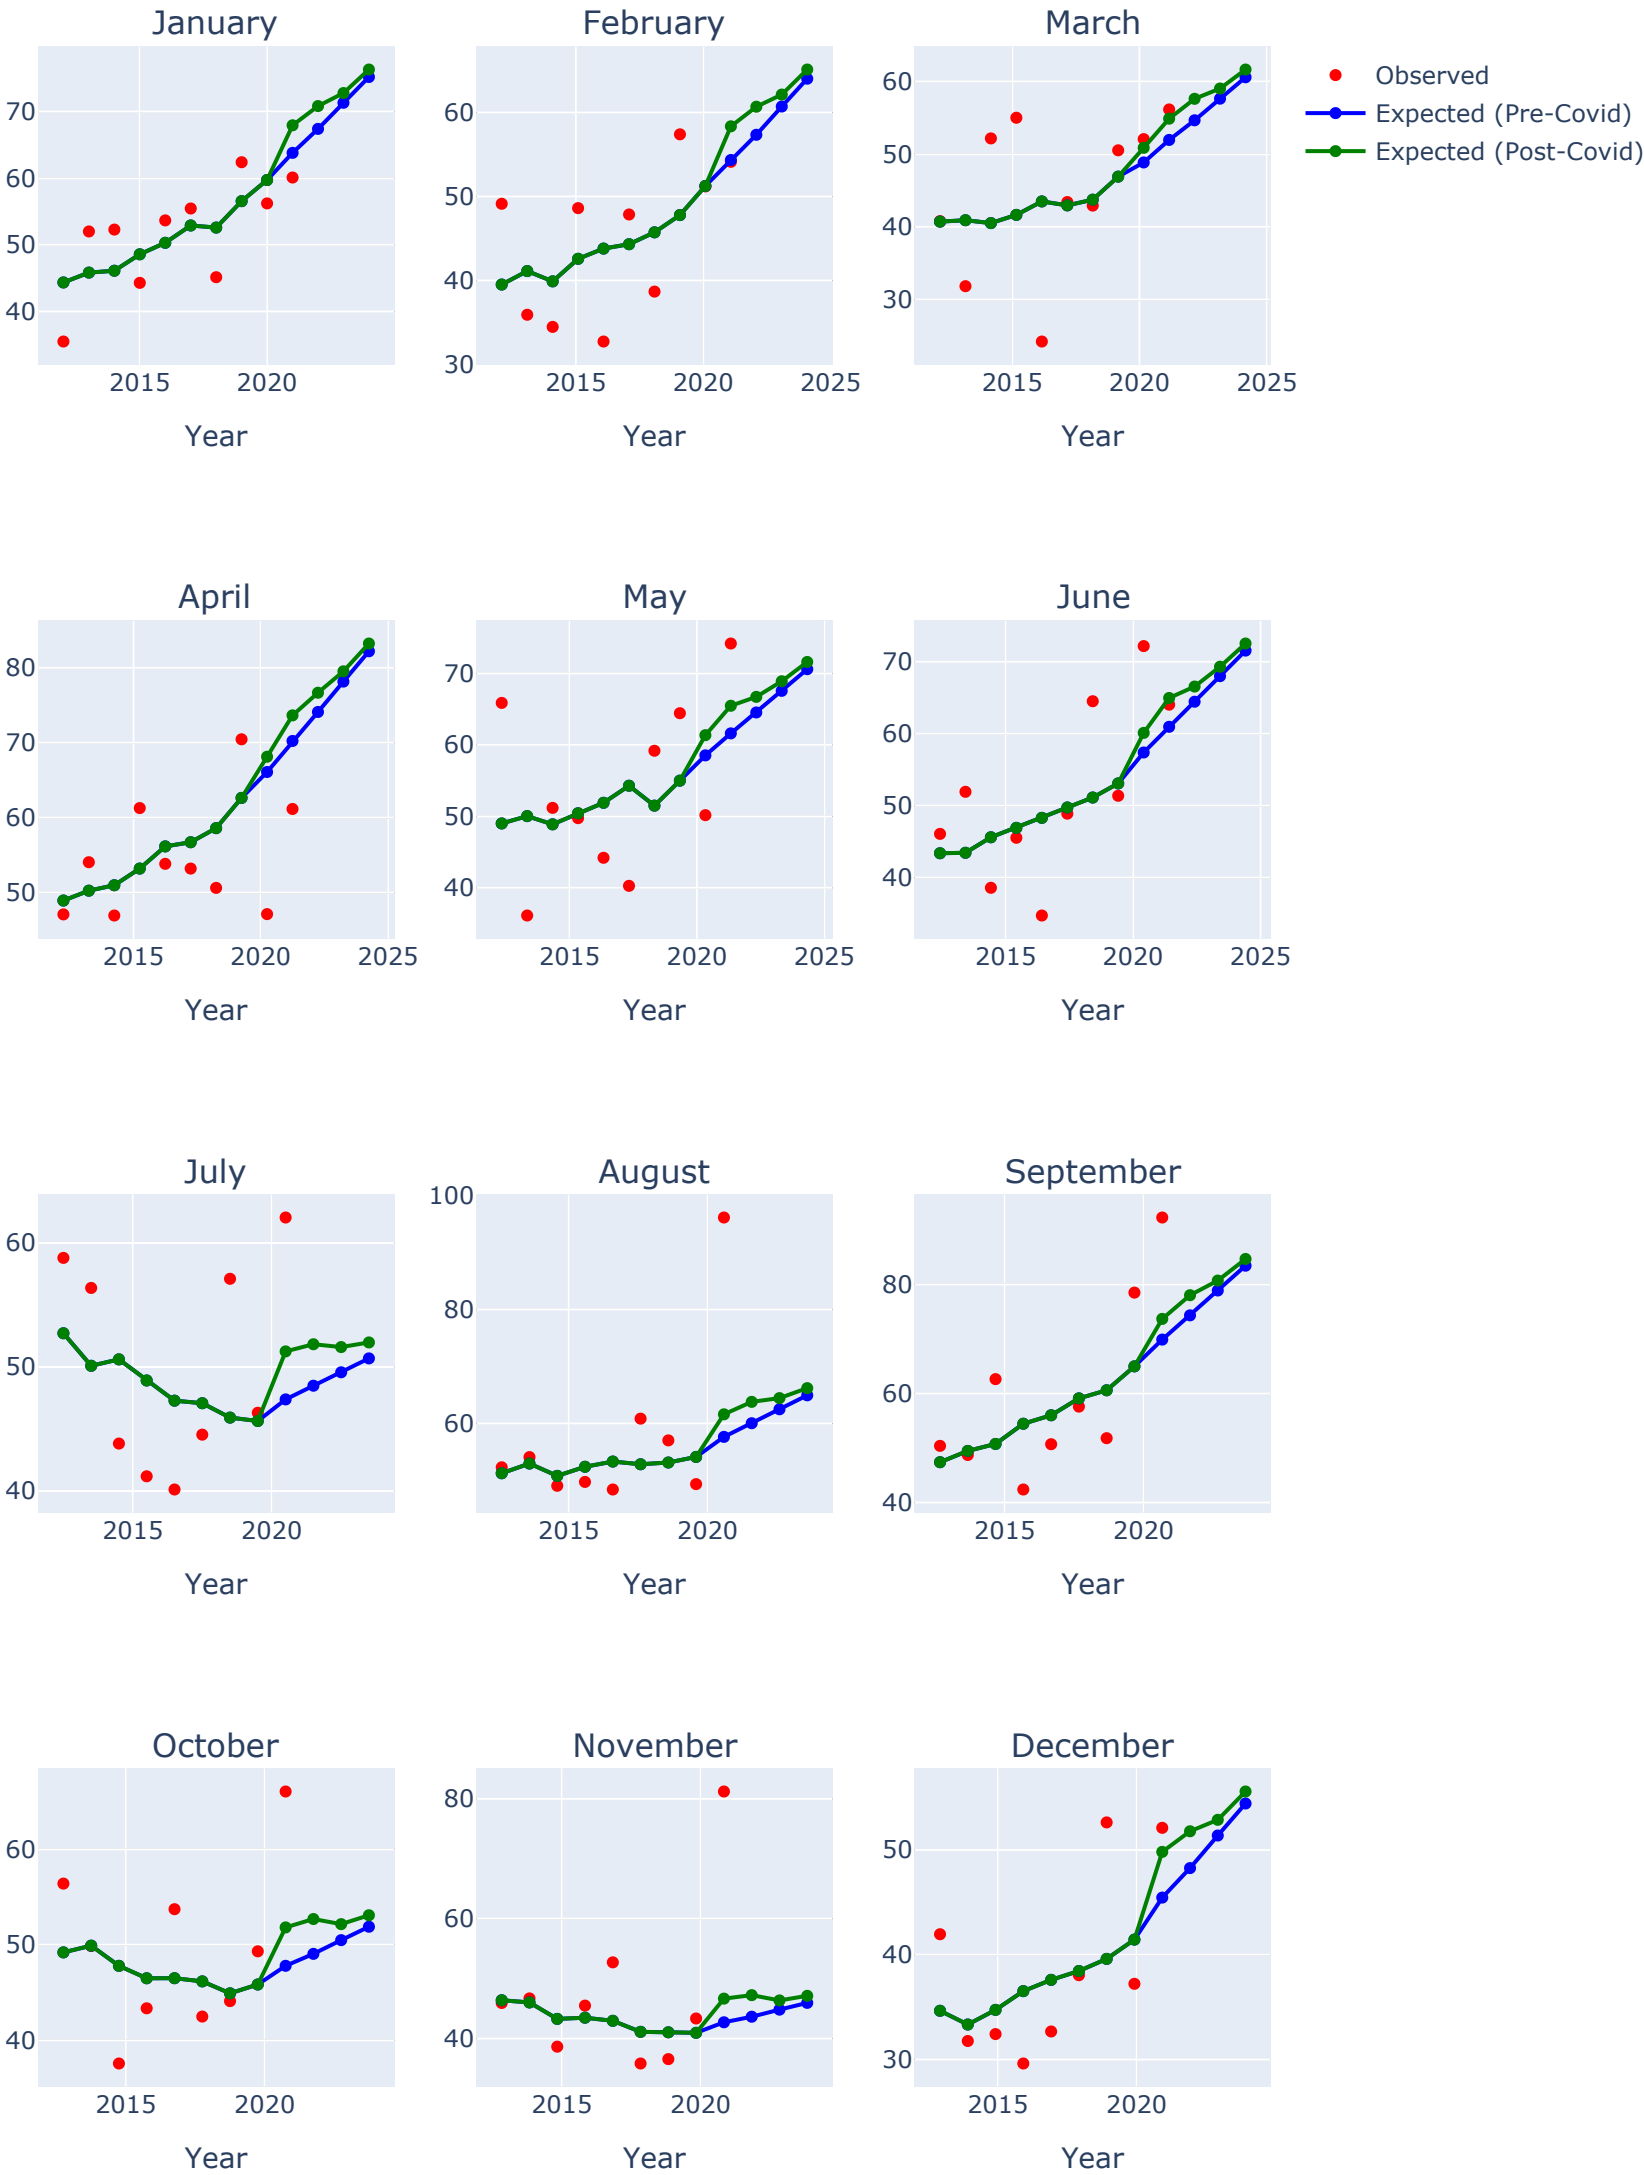 January
February
March
Observed
Expected (Pre-Covid)
Expected (Post-Covid)
70
60
50
40
2015
2020
Year
60
50
40
30
2015
2020
2025
Year
60
50
40
30
2015
2020
2025
Year
April
May
June
80
70
60
50
2015
2020
2025
Year
70
60
50
40
2015
2020
2025
Year
70
60
50
40
2015
2020
2025
Year
July
August
September
60
50
40
2015
2020
Year
100
80
60
2015
2020
Year
80
60
40
2015
2020
Year
October
November
December
60
50
40
2015
2020
Year
80
60
40
2015
2020
Year
50
40
30
2015
2020
Year